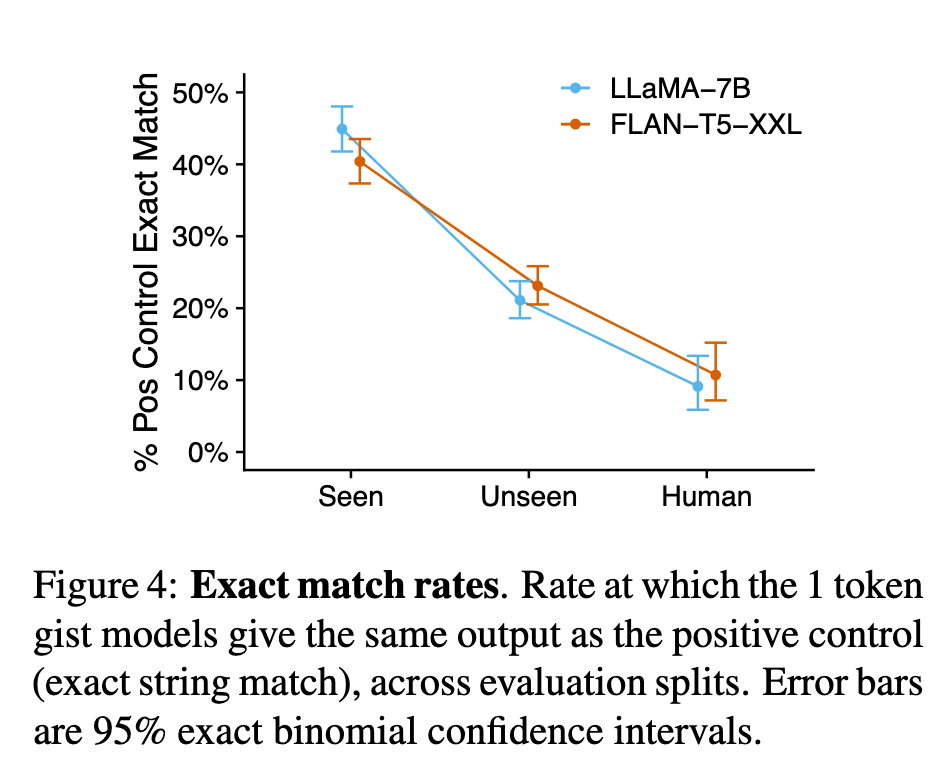 % Pos Control Exact Match
50%
40%
30%
20%
10%
0%
LLaMA−7B
FLAN−T5−XXL
Seen Unseen Human
Figure 4: Exact match rates. Rate at which the 1 token
gist models give the same output as the positive control
(exact string match), across evaluation splits. Error bars
are 95% exact binomial confidence intervals.